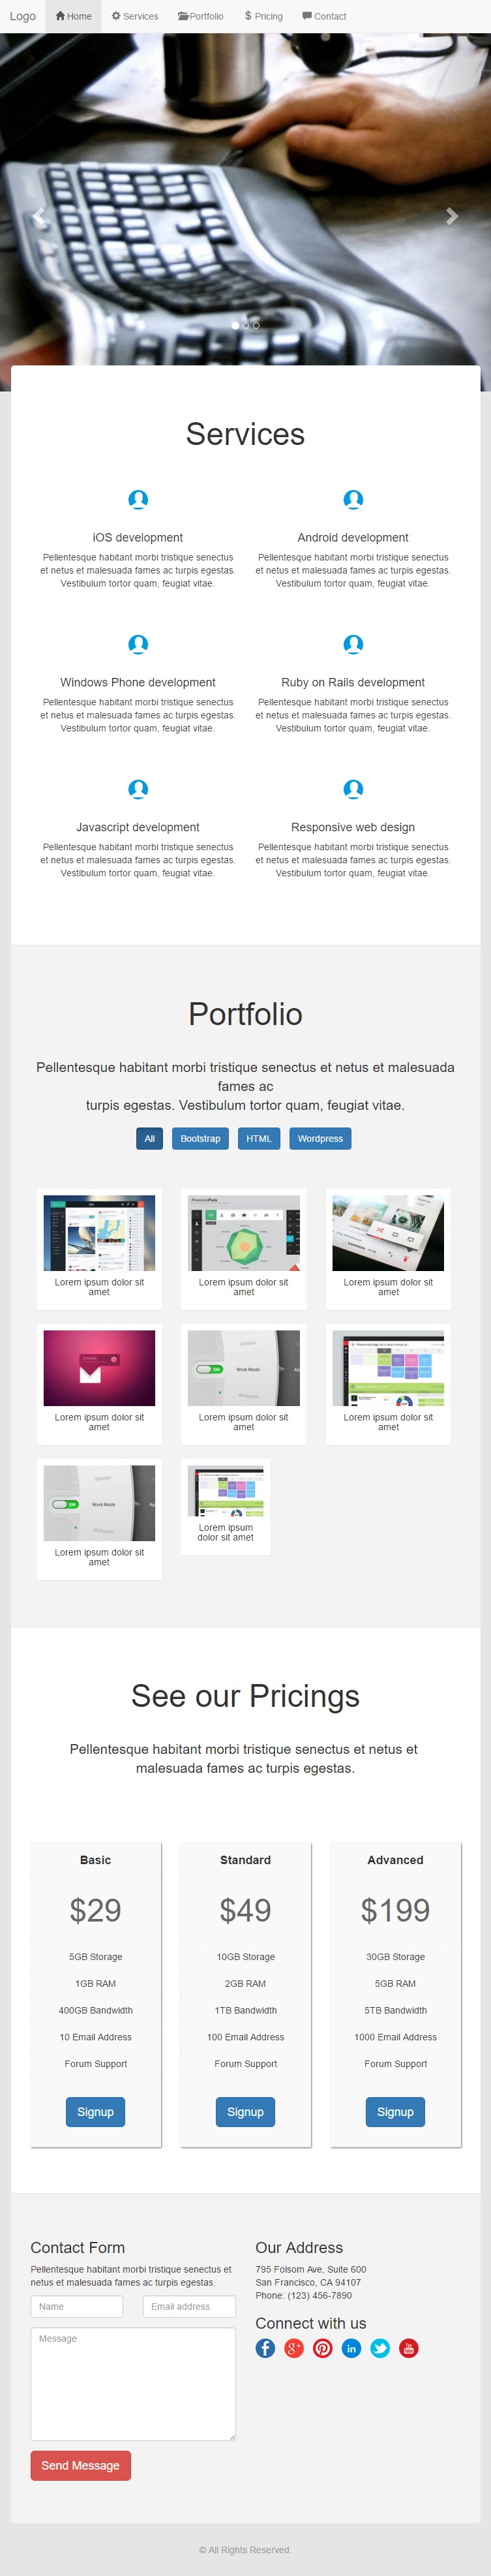 Logo Home Services Portfolio Pricing Contact
Services
iOS development
Pellentesque habitant morbi tristique senectus
et netus et malesuada fames ac turpis egestas.
Vestibulum tortor quam, feugiat vitae.
Android development
Pellentesque habitant morbi tristique senectus
et netus et malesuada fames ac turpis egestas.
Vestibulum tortor quam, feugiat vitae.
Windows Phone development
Pellentesque habitant morbi tristique senectus
et netus et malesuada fames ac turpis egestas.
Vestibulum tortor quam, feugiat vitae.
Ruby on Rails development
Pellentesque habitant morbi tristique senectus
et netus et malesuada fames ac turpis egestas.
Vestibulum tortor quam, feugiat vitae.
Javascript development
Pellentesque habitant morbi tristique senectus
et netus et malesuada fames ac turpis egestas.
Vestibulum tortor quam, feugiat vitae.
Responsive web design
Pellentesque habitant morbi tristique senectus
et netus et malesuada fames ac turpis egestas.
Vestibulum tortor quam, feugiat vitae.
Portfolio
Pellentesque habitant morbi tristique senectus et netus et malesuada
fames ac
turpis egestas. Vestibulum tortor quam, feugiat vitae.
All Bootstrap HTML Wordpress
Lorem ipsum dolor sit
amet
Lorem ipsum dolor sit
amet
Lorem ipsum dolor sit
amet
Lorem ipsum dolor sit
amet
ON Work Mode
Lorem ipsum dolor sit
amet
Lorem ipsum dolor sit
amet
ON Work Mode
Lorem ipsum dolor sit
amet
Lorem ipsum
dolor sit amet
See our Pricings
Pellentesque habitant morbi tristique senectus et netus et
malesuada fames ac turpis egestas.
Basic
$29
5GB Storage
1GB RAM
400GB Bandwidth
10 Email Address
Forum Support
Signup
Standard
$49
10GB Storage
2GB RAM
1TB Bandwidth
100 Email Address
Forum Support
Signup
Advanced
$199
30GB Storage
5GB RAM
5TB Bandwidth
1000 Email Address
Forum Support
Signup
Contact Form
Pellentesque habitant morbi tristique senectus et
netus et malesuada fames ac turpis egestas.
Name Email address
Message
Send Message
Our Address
795 Folsom Ave, Suite 600
San Francisco, CA 94107
Phone: (123) 456-7890
Connect with us
© All Rights Reserved.